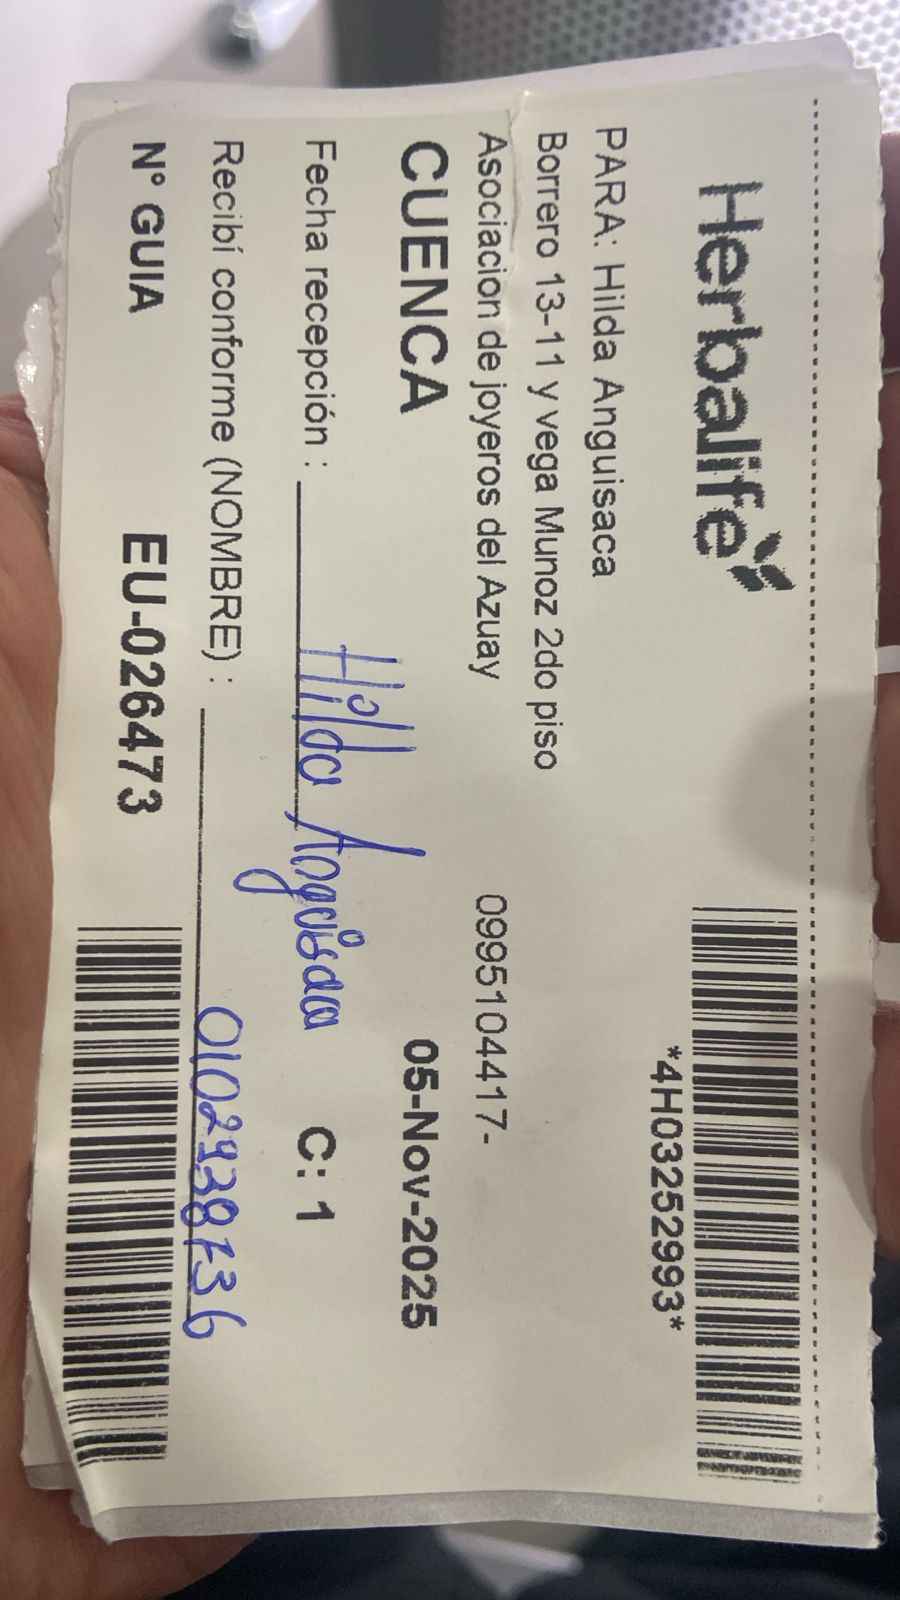 Herbalife
*4H03252993*
PARA: Hilda Anguisaca
Borrero 13-11 y vega Munoz 2do piso
Asociacion de joyeros del Azuay 0995104417-
CUENCA 05-Nov-2025
Fecha recepción : Hilda Anguisaca C: 1
Recibí conforme (NOMBRE) : 0102938736
N° GUIA EU-026473